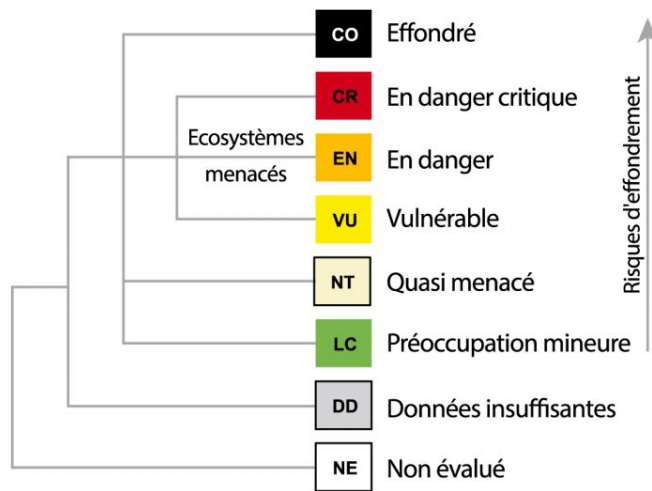 CO Effondré
CR En danger critique
Ecosystèmes
menacés
EN En danger
VU Vulnérable
NT Quasi menacé
LC Préoccupation mineure
DD Données insuffisantes
NE Non évalué
Risques d'effondrement